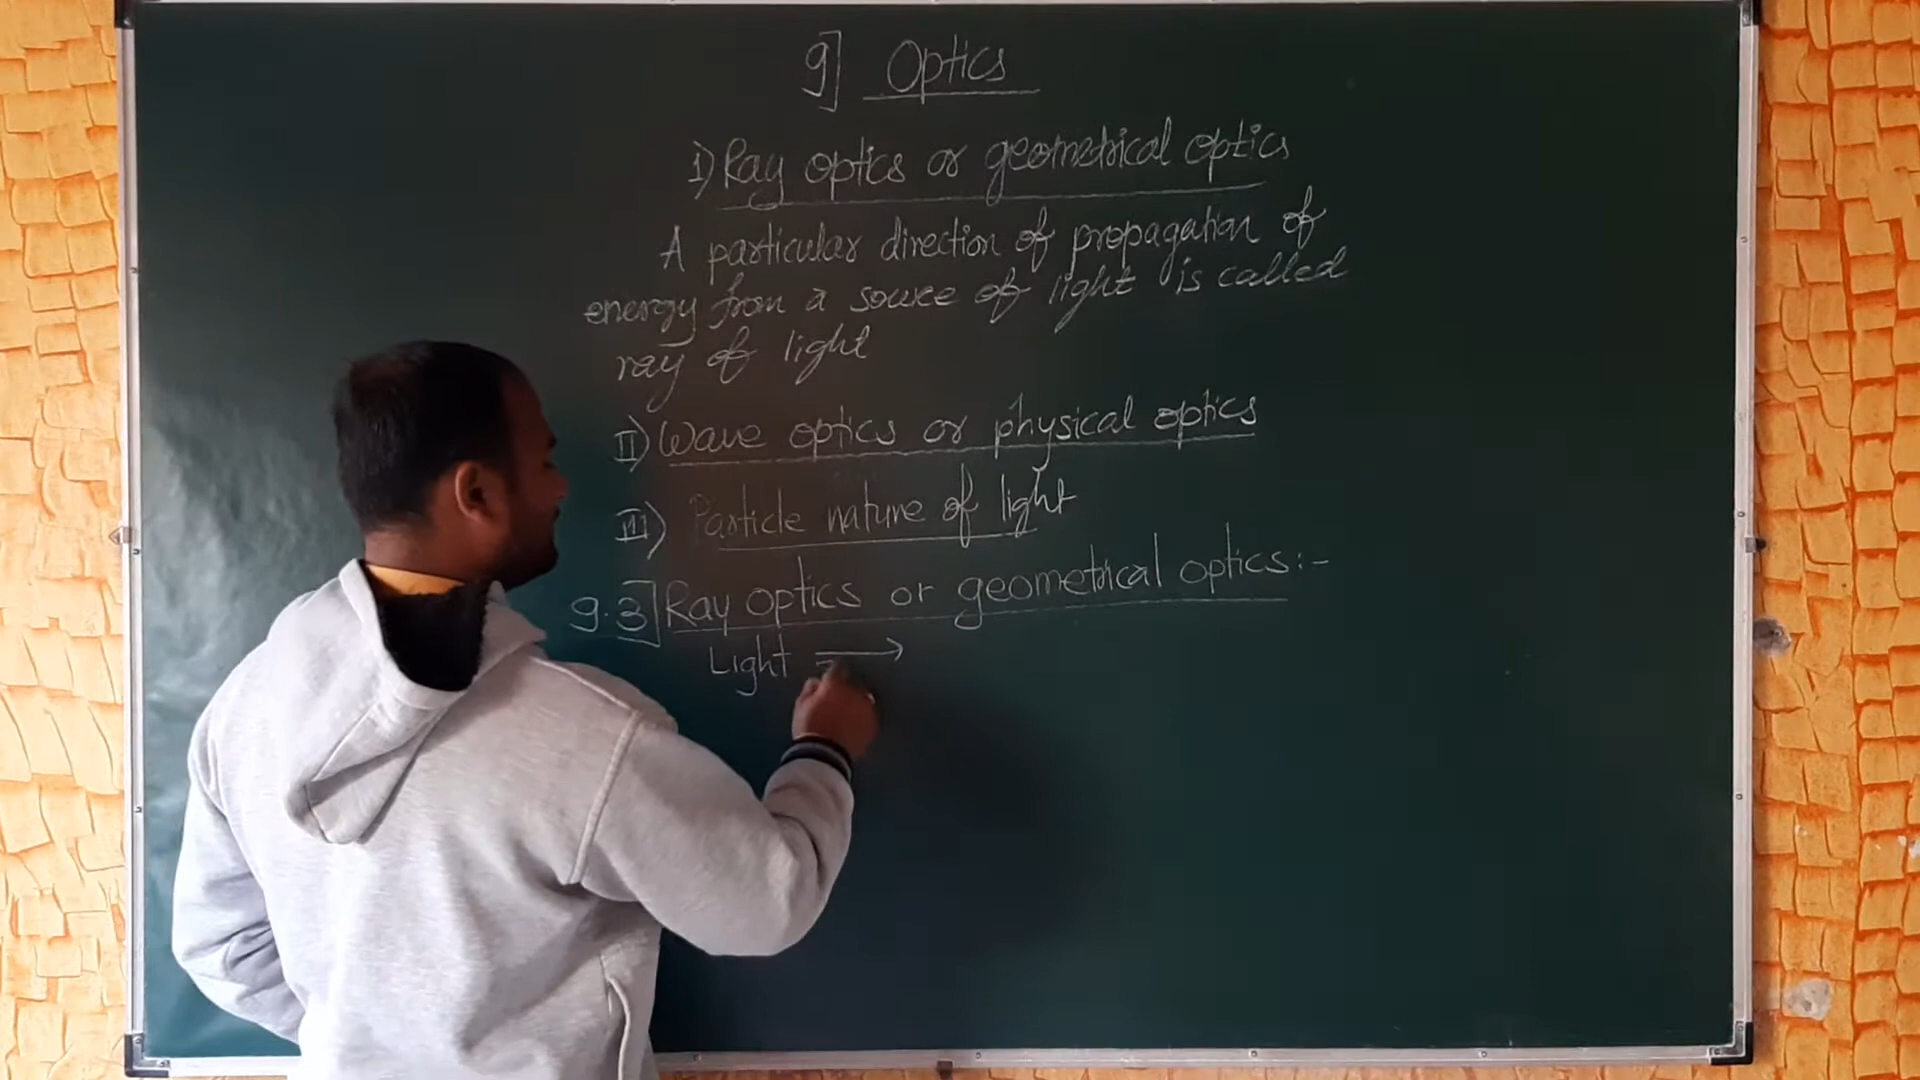 9] Optics
I) Ray optics or geometrical optics
A particular direction of propagation of
energy from a source of light is called
ray of light
II) Wave optics or physical optics
III) Particle nature of light
9.3] Ray optics or geometrical optics:-
Light →